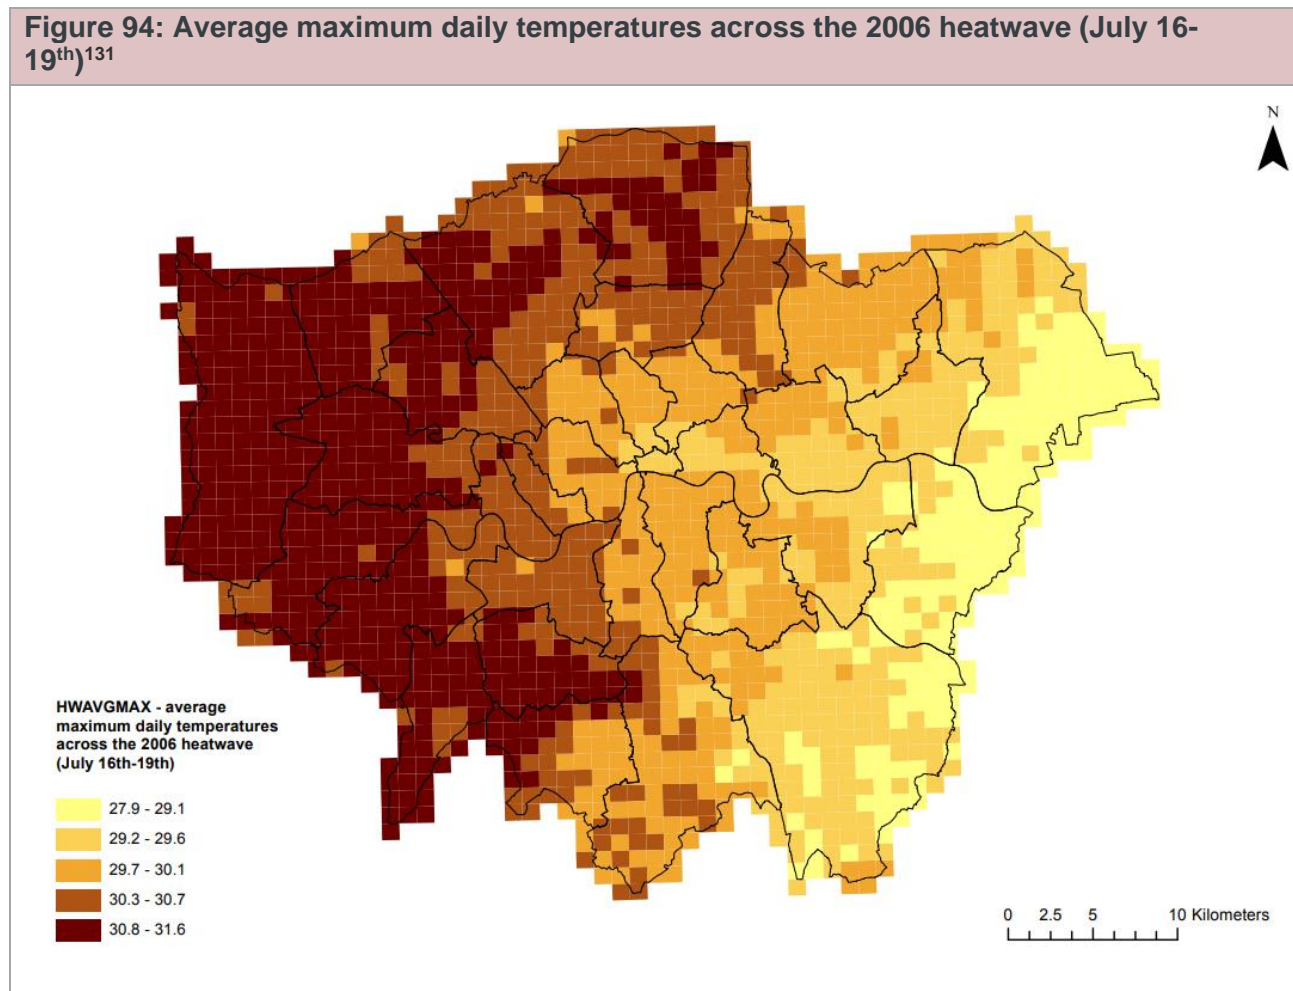 Figure 94: Average maximum daily temperatures across the 2006 heatwave (July 16-
19th)131
N
HWAVGMAX - average
maximum daily temperatures
across the 2006 heatwave
(July 16th-19th)
27.9 - 29.1
29.2 - 29.6
29.7 - 30.1
30.3 - 30.7
30.8 - 31.6
0 2.5 5 10 Kilometers